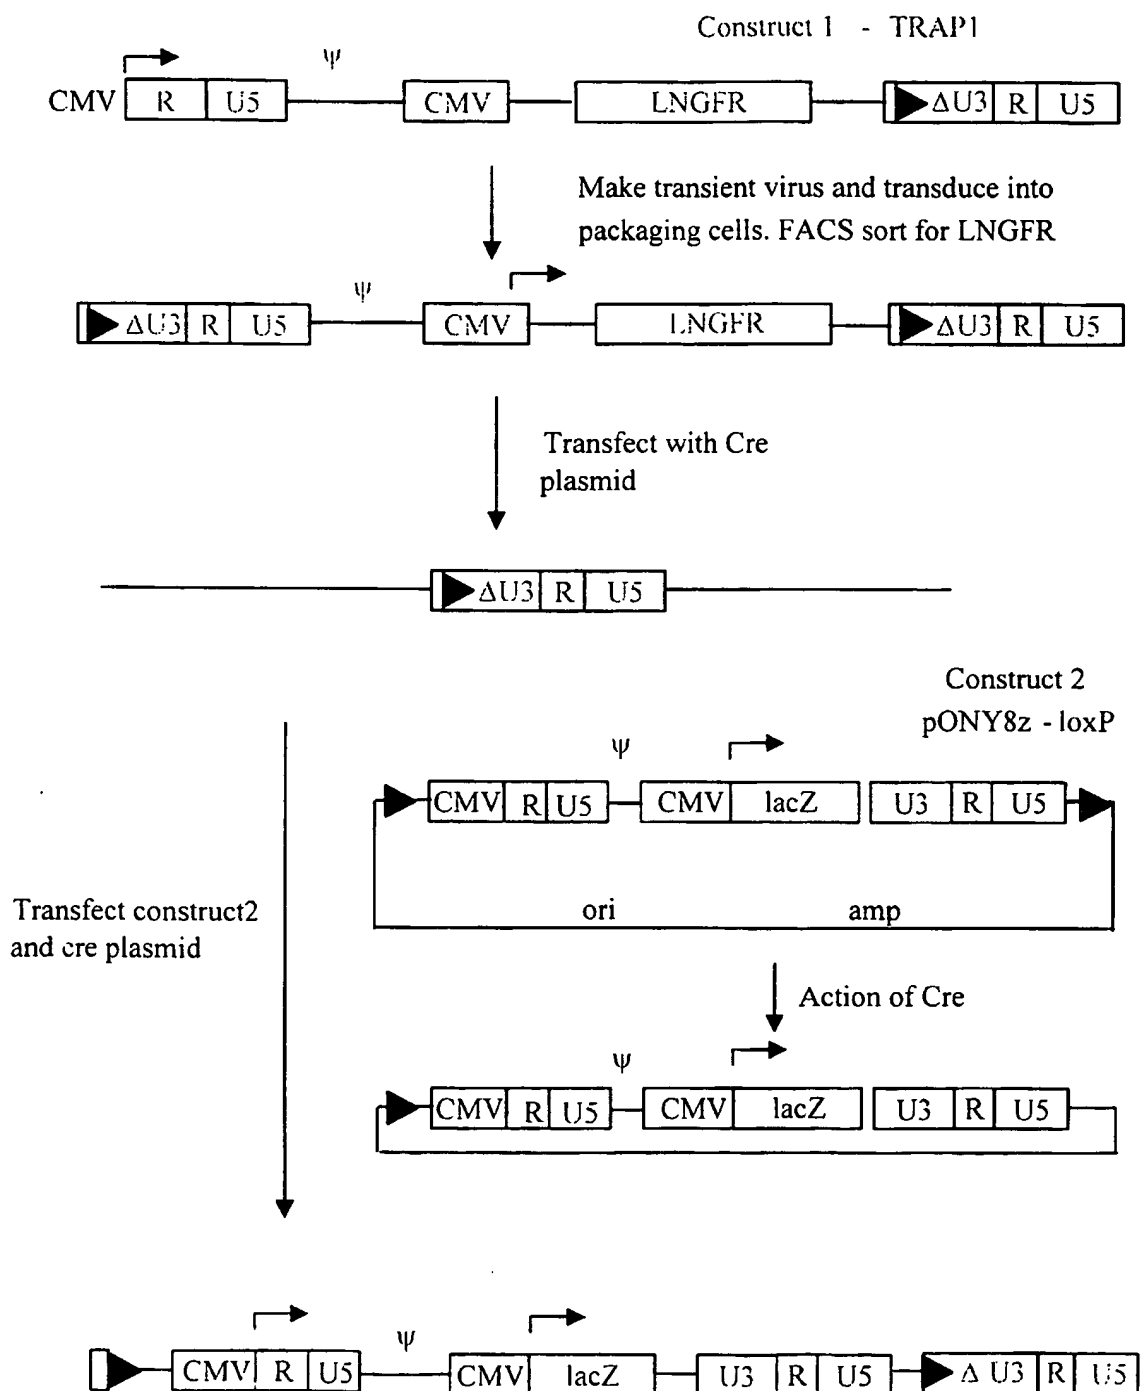 Construct 1 - TRAP1
ψ
CMV R U5 CMV LNGFR ΔU3 R U5
Make transient virus and transduce into
packaging cells. FACS sort for LNGFR
ψ
ΔU3 R U5 CMV LNGFR ΔU3 R U5
Transfect with Cre
plasmid
ΔU3 R U5
Construct 2
pONY8z - loxP
ψ
CMV R U5 CMV lacZ U3 R U5
ori amp
Transfect construct2
and cre plasmid
Action of Cre
ψ
CMV R U5 CMV lacZ U3 R U5
ψ
CMV R U5 CMV lacZ U3 R U5 Δ U3 R U5